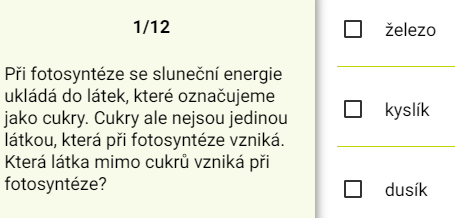 1/12
Při fotosyntéze se sluneční energie
ukládá do látek, které označujeme
jako cukry. Cukry ale nejsou jedinou
látkou, která při fotosyntéze vzniká.
Která látka mimo cukrů vzniká při
fotosyntéze?
železo
kyslík
dusík